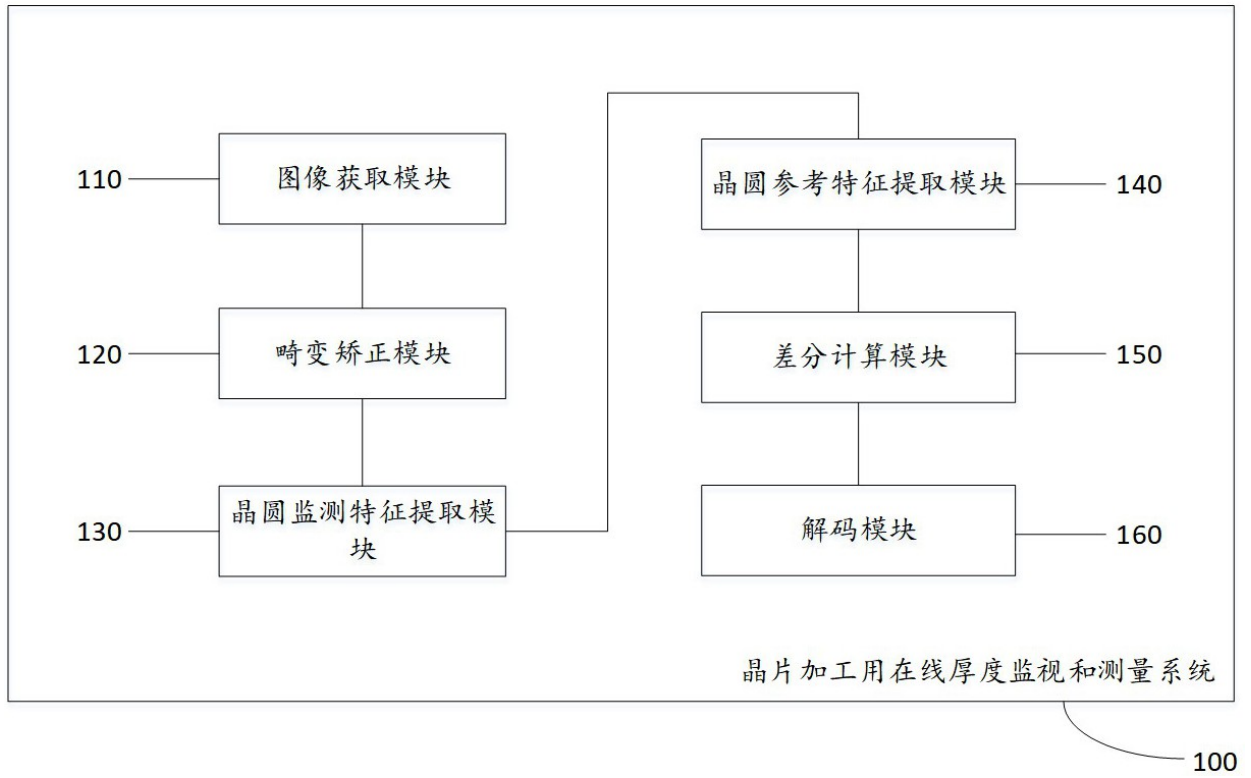 110
图像获取模块
120
畸变矫正模块
130
晶圆监测特征提取模
块
晶圆参考特征提取模块
140
差分计算模块
150
解码模块
160
晶片加工用在线厚度监视和测量系统
100